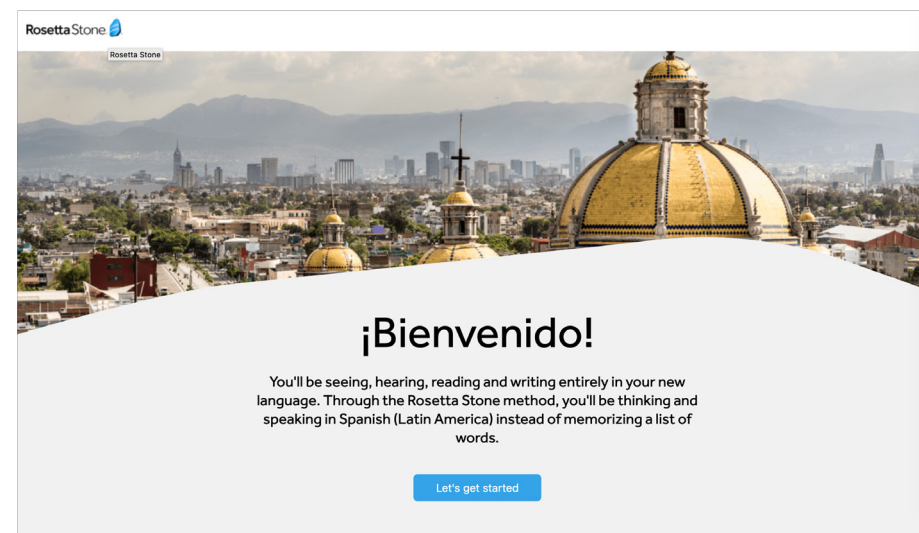 Rosetta Stone
Rosetta Stone
¡Bienvenido!
You'll be seeing, hearing, reading and writing entirely in your new
language. Through the Rosetta Stone method, you'll be thinking and
speaking in Spanish (Latin America) instead of memorizing a list of
words.
Let's get started